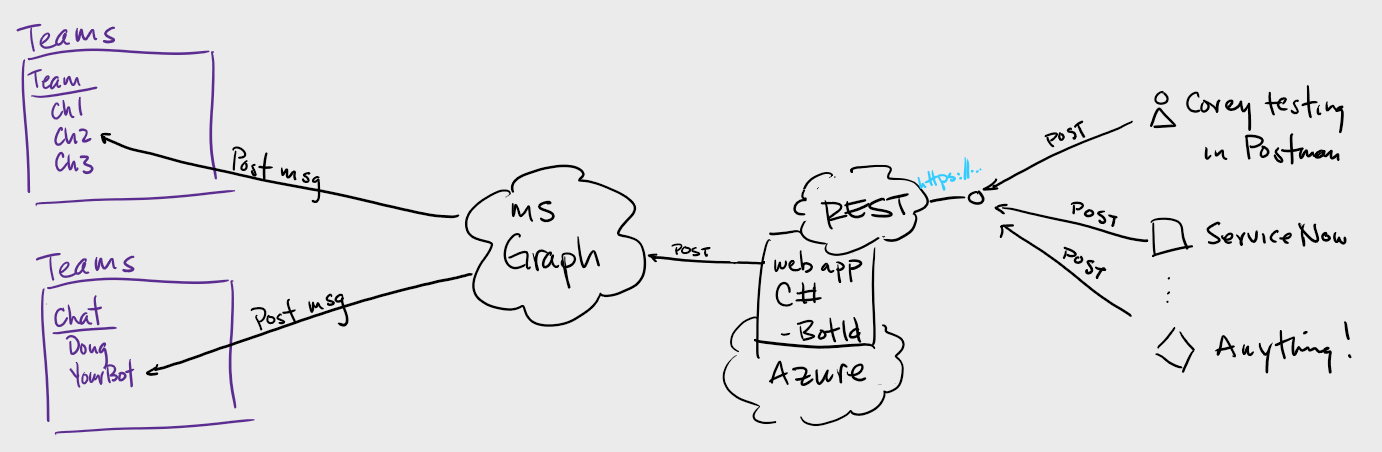 Teams
Team
Ch1
Ch2
Ch3
Post msg
Teams
Chat
Doug
YourBot
Post msg
MS
Graph
POST
REST
https://...
web app
C#
- BotId
Azure
POST
Corey testing
in Postman
POST
ServiceNow
POST
Anything!